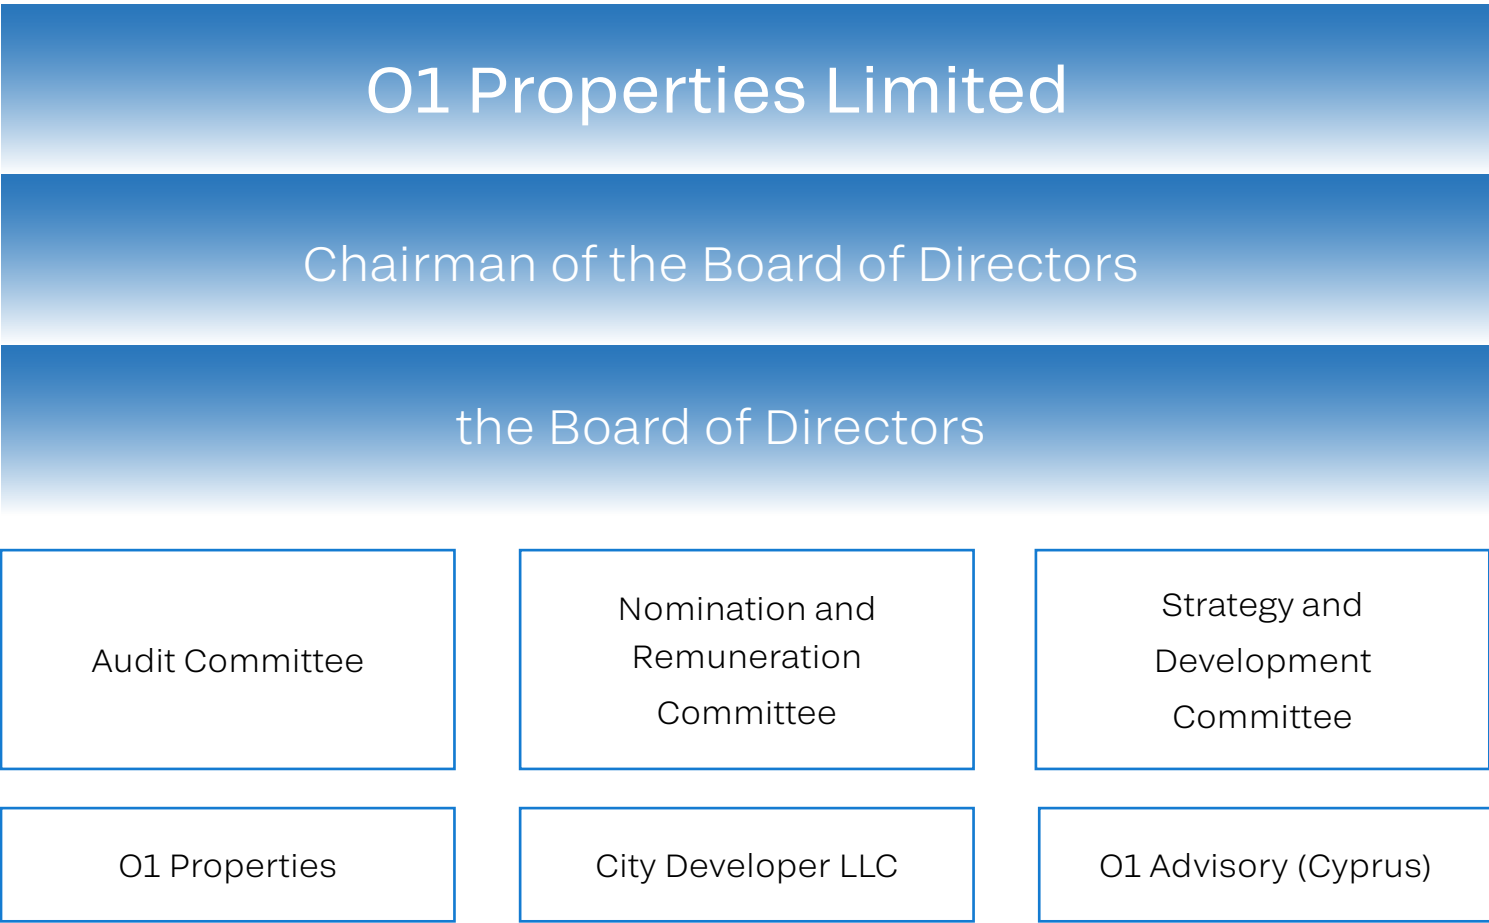 O1 Properties Limited
Chairman of the Board of Directors
the Board of Directors
Audit Committee
Nomination and
Remuneration
Committee
Strategy and
Development
Committee
O1 Properties
City Developer LLC
O1 Advisory (Cyprus)